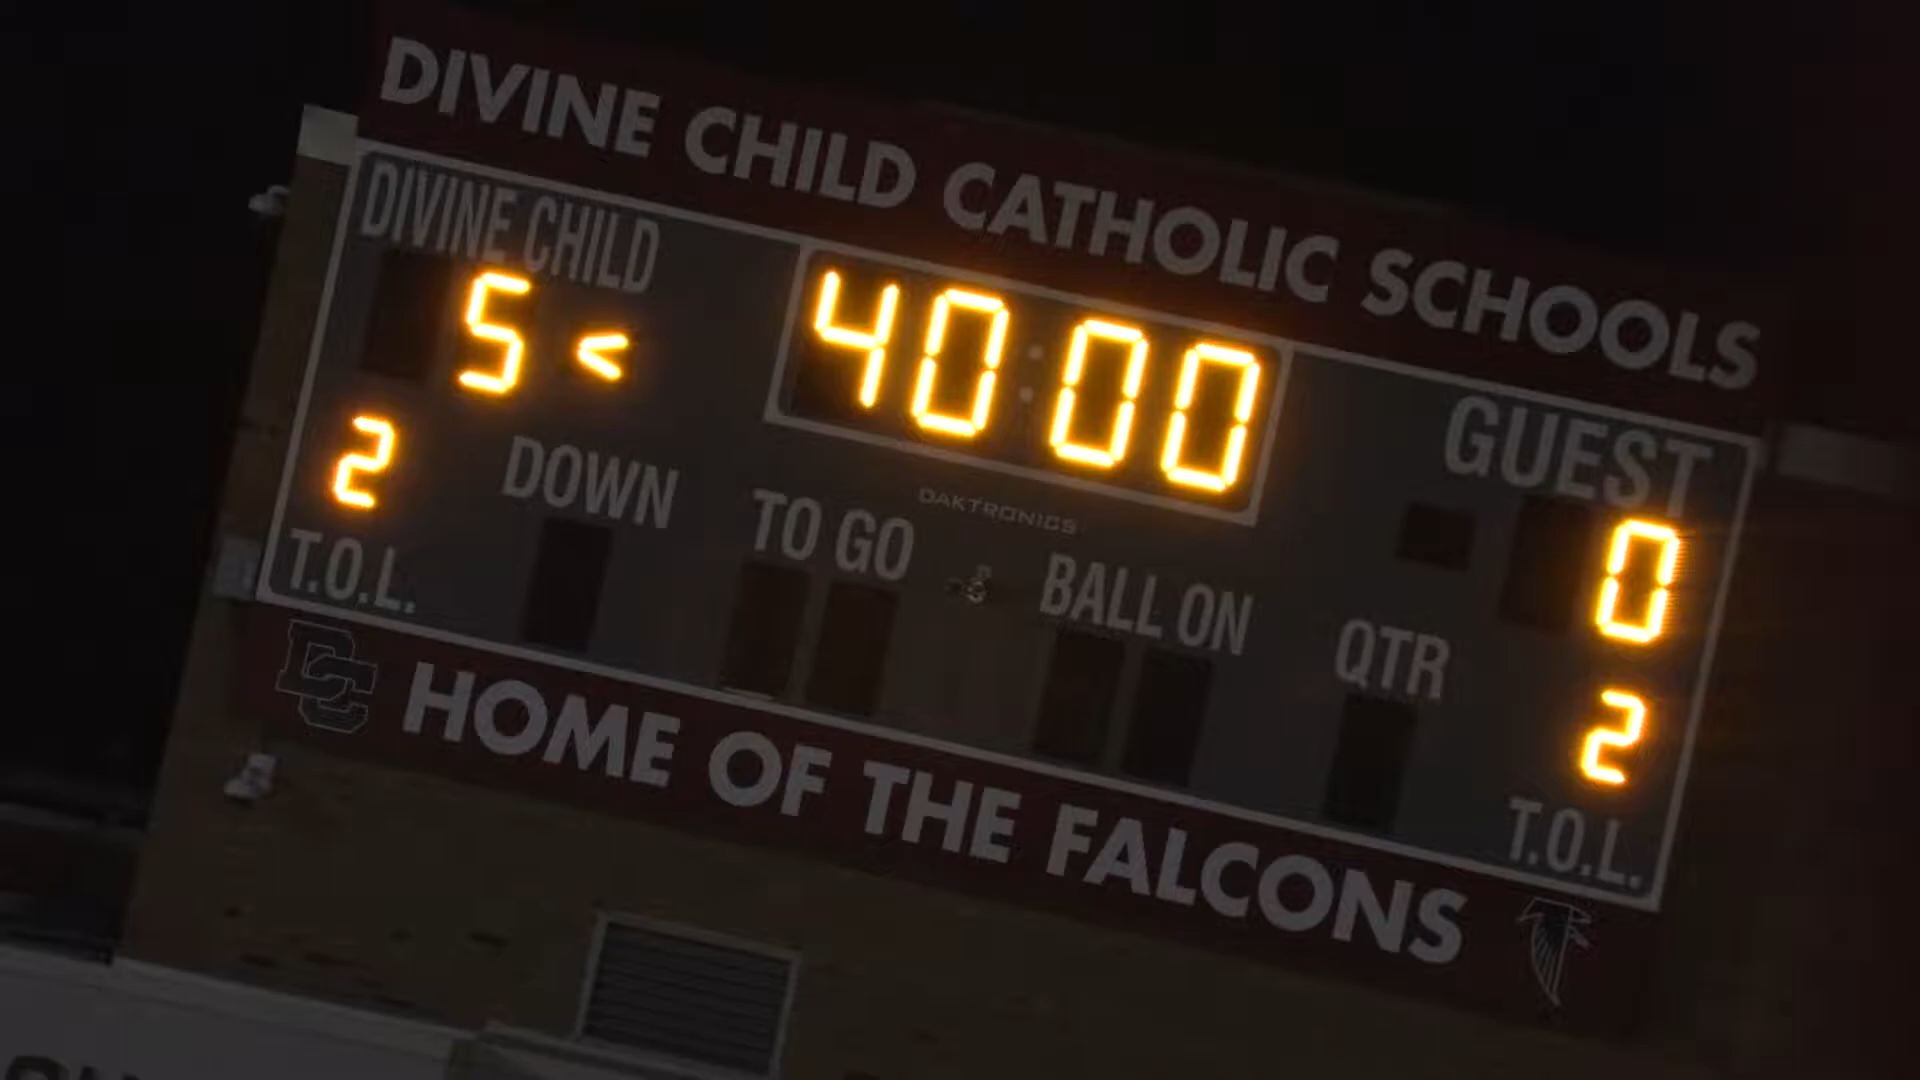 DIVINE CHILD CATHOLIC SCHOOLS
DIVINE CHILD
5 <
40:00
GUEST
0
2
T.O.L.
DOWN
TO GO
DAKTRONICS
BALL ON
QTR
2
T.O.L.
DC
HOME OF THE FALCONS